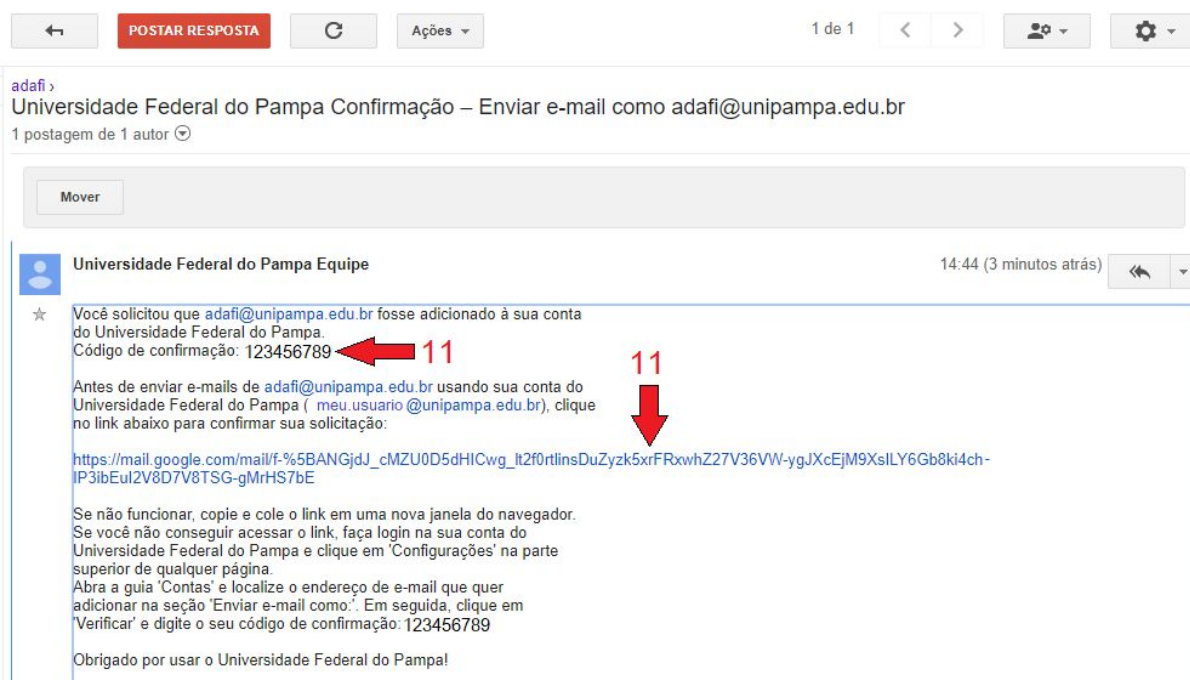 POSTAR RESPOSTA
Ações
1 de 1
adafi ›
Universidade Federal do Pampa Confirmação – Enviar e-mail como adafi@unipampa.edu.br
1 postagem de 1 autor
Mover
Universidade Federal do Pampa Equipe
14:44 (3 minutos atrás)
Você solicitou que adafi@unipampa.edu.br fosse adicionado à sua conta
do Universidade Federal do Pampa.
Código de confirmação: 123456789
11
11
Antes de enviar e-mails de adafi@unipampa.edu.br usando sua conta do
Universidade Federal do Pampa ( meu.usuario @unipampa.edu.br), clique
no link abaixo para confirmar sua solicitação:
https://mail.google.com/mail/f-%5BANGjdJ_cMZU0D5dHICwg_lt2f0rtlinsDuZyzk5xrFRxwhZ27V36VW-ygJXcEjM9XsILY6Gb8ki4ch-
IP3ibEuI2V8D7V8TSG-gMrHS7bE
Se não funcionar, copie e cole o link em uma nova janela do navegador.
Se você não conseguir acessar o link, faça login na sua conta do
Universidade Federal do Pampa e clique em 'Configurações' na parte
superior de qualquer página.
Abra a guia 'Contas' e localize o endereço de e-mail que quer
adicionar na seção 'Enviar e-mail como:'. Em seguida, clique em
'Verificar' e digite o seu código de confirmação: 123456789
Obrigado por usar o Universidade Federal do Pampa!